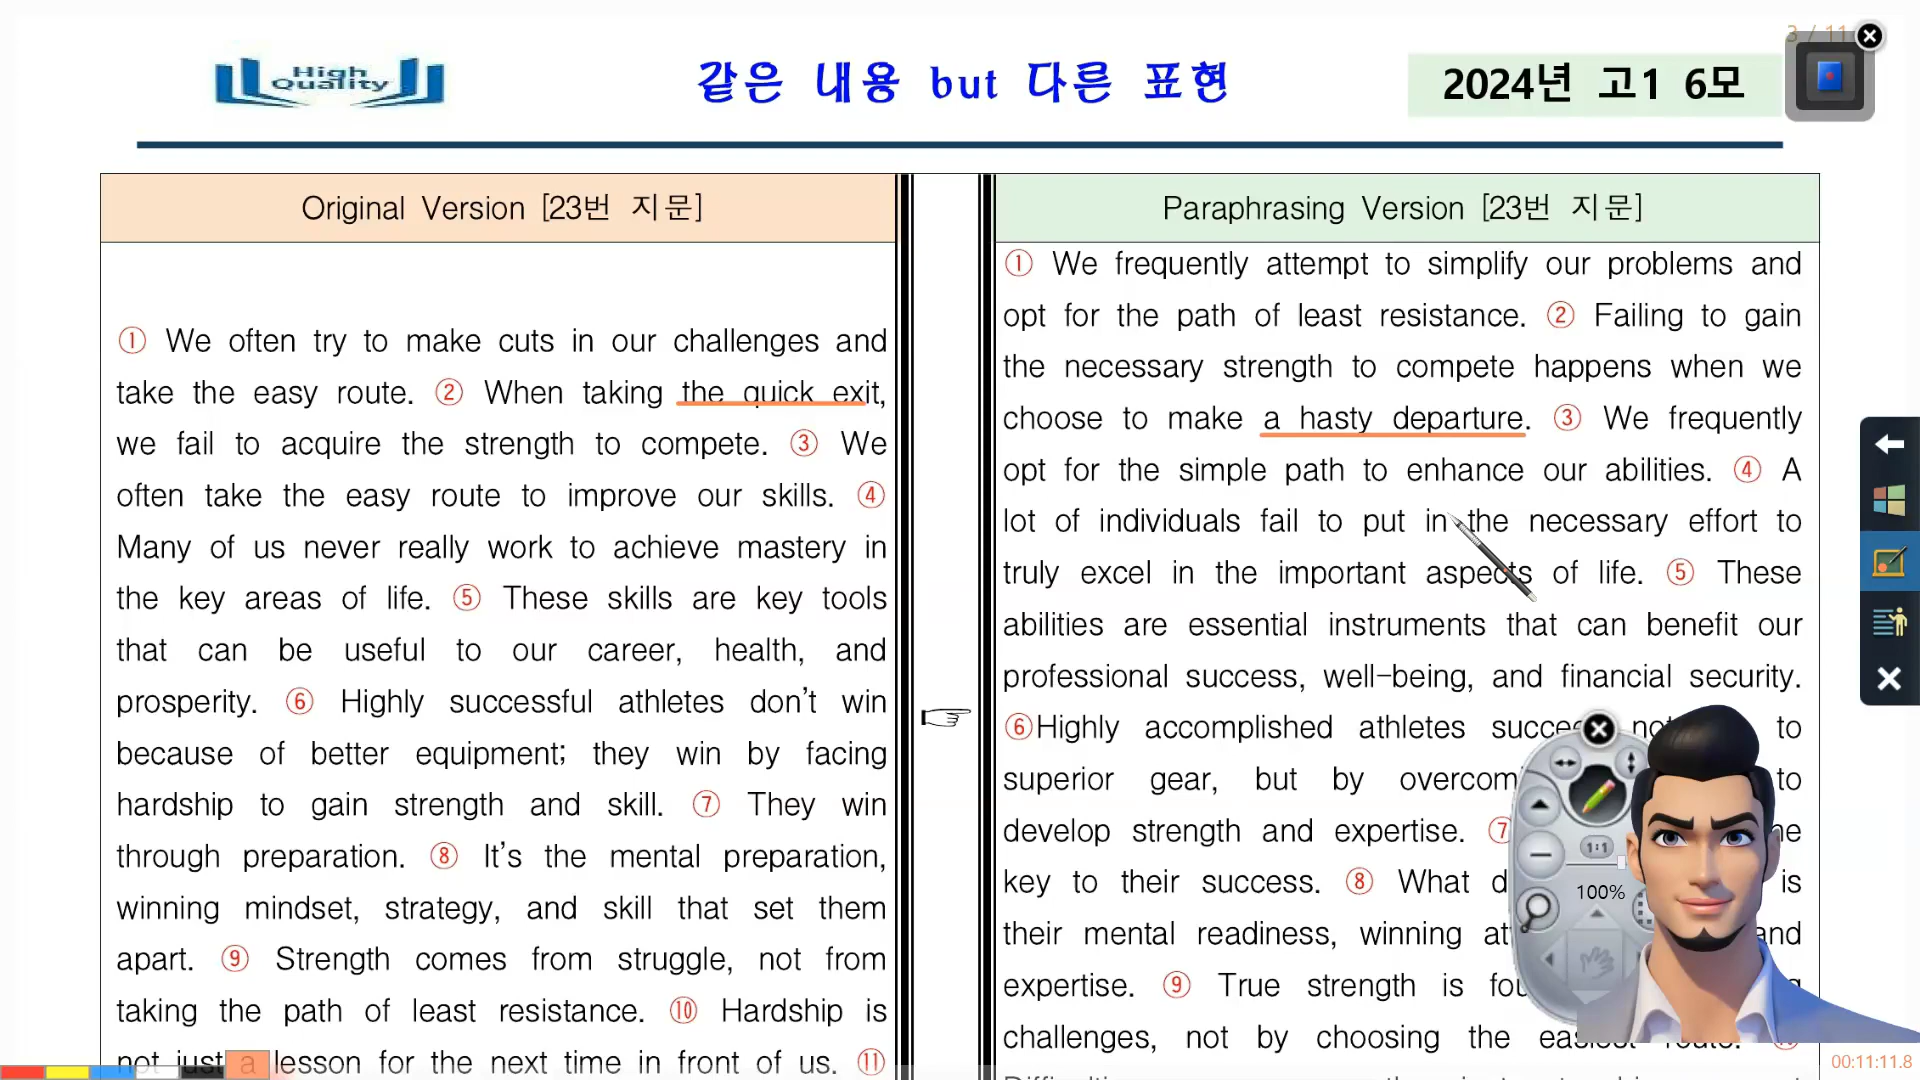 3 / 11
High
Quality
같은 내용 but 다른 표현
2024년 고1 6모
Original Version [23번 지문]
① We often try to make cuts in our challenges and
take the easy route. ② When taking the quick exit,
we fail to acquire the strength to compete. ③ We
often take the easy route to improve our skills. ④
Many of us never really work to achieve mastery in
the key areas of life. ⑤ These skills are key tools
that can be useful to our career, health, and
prosperity. ⑥ Highly successful athletes don't win
because of better equipment; they win by facing
hardship to gain strength and skill. ⑦ They win
through preparation. ⑧ It's the mental preparation,
winning mindset, strategy, and skill that set them
apart. ⑨ Strength comes from struggle, not from
taking the path of least resistance. ⑩ Hardship is
not just a lesson for the next time in front of us. ⑪
Paraphrasing Version [23번 지문]
① We frequently attempt to simplify our problems and
opt for the path of least resistance. ② Failing to gain
the necessary strength to compete happens when we
choose to make a hasty departure. ③ We frequently
opt for the simple path to enhance our abilities. ④ A
lot of individuals fail to put in the necessary effort to
truly excel in the important aspects of life. ⑤ These
abilities are essential instruments that can benefit our
professional success, well-being, and financial security.
⑥Highly accomplished athletes to
superior gear, but by to
develop strength and expertise. ⑦
key to their success. ⑧ What is
their mental readiness, winning and
expertise. ⑨ True strength is
challenges, not by choosing the route.
1:1
100%
00:11:11.8